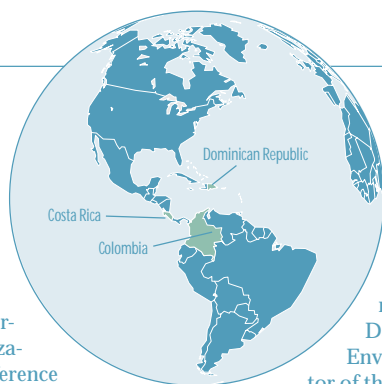 Dominican Republic
Costa Rica
Colombia
r-
za-
erence
D
Env
tor of th